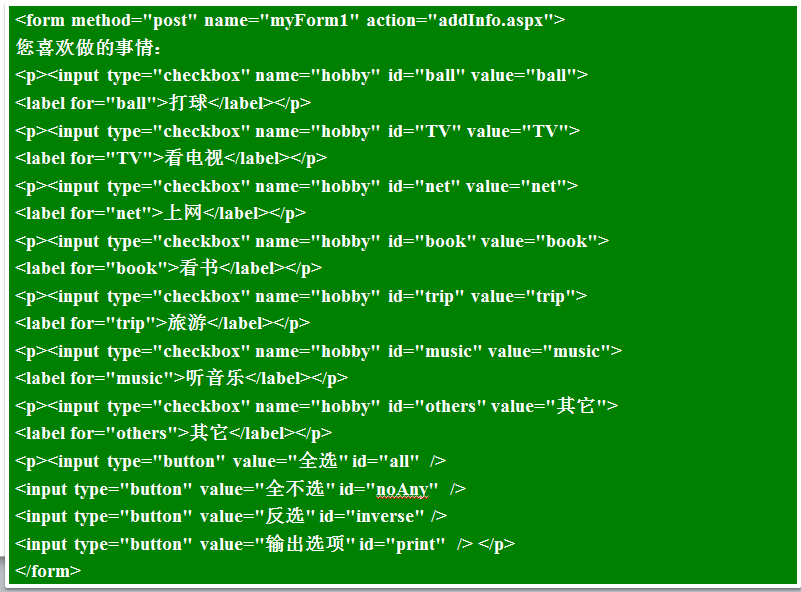 <form method="post" name="myForm1" action="addInfo.aspx">
您喜欢做的事情：
<p><input type="checkbox" name="hobby" id="ball" value="ball">
<label for="ball">打球</label></p>
<p><input type="checkbox" name="hobby" id="TV" value="TV">
<label for="TV">看电视</label></p>
<p><input type="checkbox" name="hobby" id="net" value="net">
<label for="net">上网</label></p>
<p><input type="checkbox" name="hobby" id="book" value="book">
<label for="book">看书</label></p>
<p><input type="checkbox" name="hobby" id="trip" value="trip">
<label for="trip">旅游</label></p>
<p><input type="checkbox" name="hobby" id="music" value="music">
<label for="music">听音乐</label></p>
<p><input type="checkbox" name="hobby" id="others" value="其它">
<label for="others">其它</label></p>
<p><input type="button" value="全选" id="all" />
<input type="button" value="全不选" id="noAny" />
<input type="button" value="反选" id="inverse" />
<input type="button" value="输出选项" id="print" /> </p>
</form>